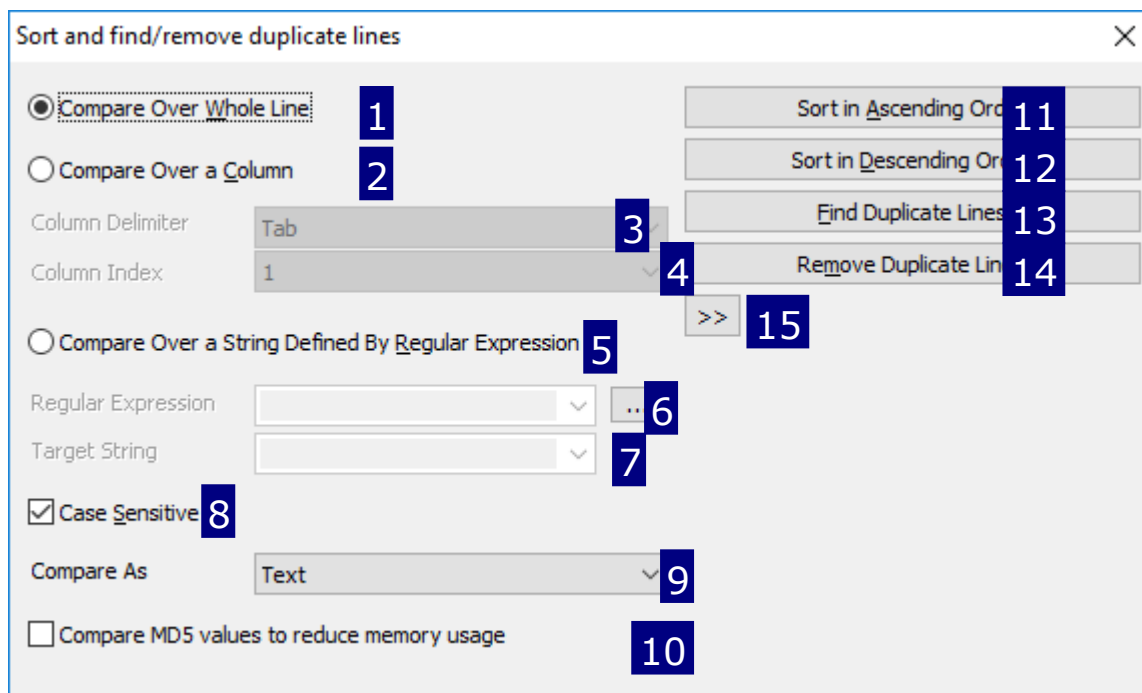 Sort and find/remove duplicate lines
Compare Over Whole Line 1
Compare Over a Column 2
Column Delimiter Tab 3
Column Index 1 4
Compare Over a String Defined By Regular Expression 5
Regular Expression ... 6
Target String 7
Case Sensitive 8
Compare As Text 9
Compare MD5 values to reduce memory usage 10
Sort in Ascending Ord 11
Sort in Descending Ord 12
Find Duplicate Lines 13
Remove Duplicate Lin 14
>> 15